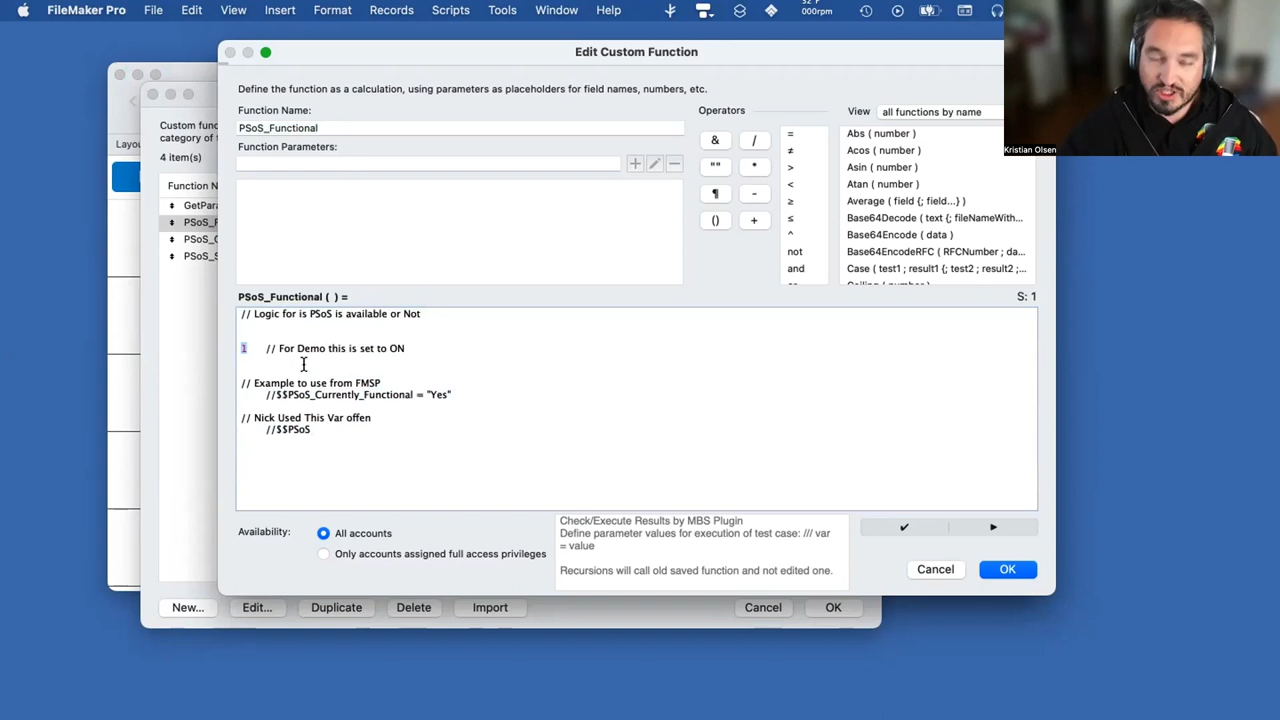 FileMaker Pro File Edit View Insert Format Records Scripts Tools Window Help
000rpm
Edit Custom Function
Kristian Olsen
Define the function as a calculation, using parameters as placeholders for field names, numbers, etc.
Function Name:
PSoS_Functional
Function Parameters:
Operators
& /
"" *
¶ -
() +
=
≠
>
<
≥
≤
^
not
and
View all functions by name
Abs ( number )
Acos ( number )
Asin ( number )
Atan ( number )
Average ( field {; field...} )
Base64Decode ( text {; fileNameWith...
Base64Encode ( data )
Base64EncodeRFC ( RFCNumber ; da...
Case ( test1 ; result1 {; test2 ; result2 ;...
Custom func
category of t
4 item(s)
Layou
Function N
GetPara
PSoS_F
PSoS_C
PSoS_S
PSoS_Functional ( ) =
S: 1
// Logic for is PSoS is available or Not
1 // For Demo this is set to ON
// Example to use from FMSP
//$$PSoS_Currently_Functional = "Yes"
// Nick Used This Var offen
//$$PSoS
Availability:
All accounts
Only accounts assigned full access privileges
Check/Execute Results by MBS Plugin
Define parameter values for execution of test case: /// var
= value
Recursions will call old saved function and not edited one.
Cancel OK
New... Edit... Duplicate Delete Import Cancel OK